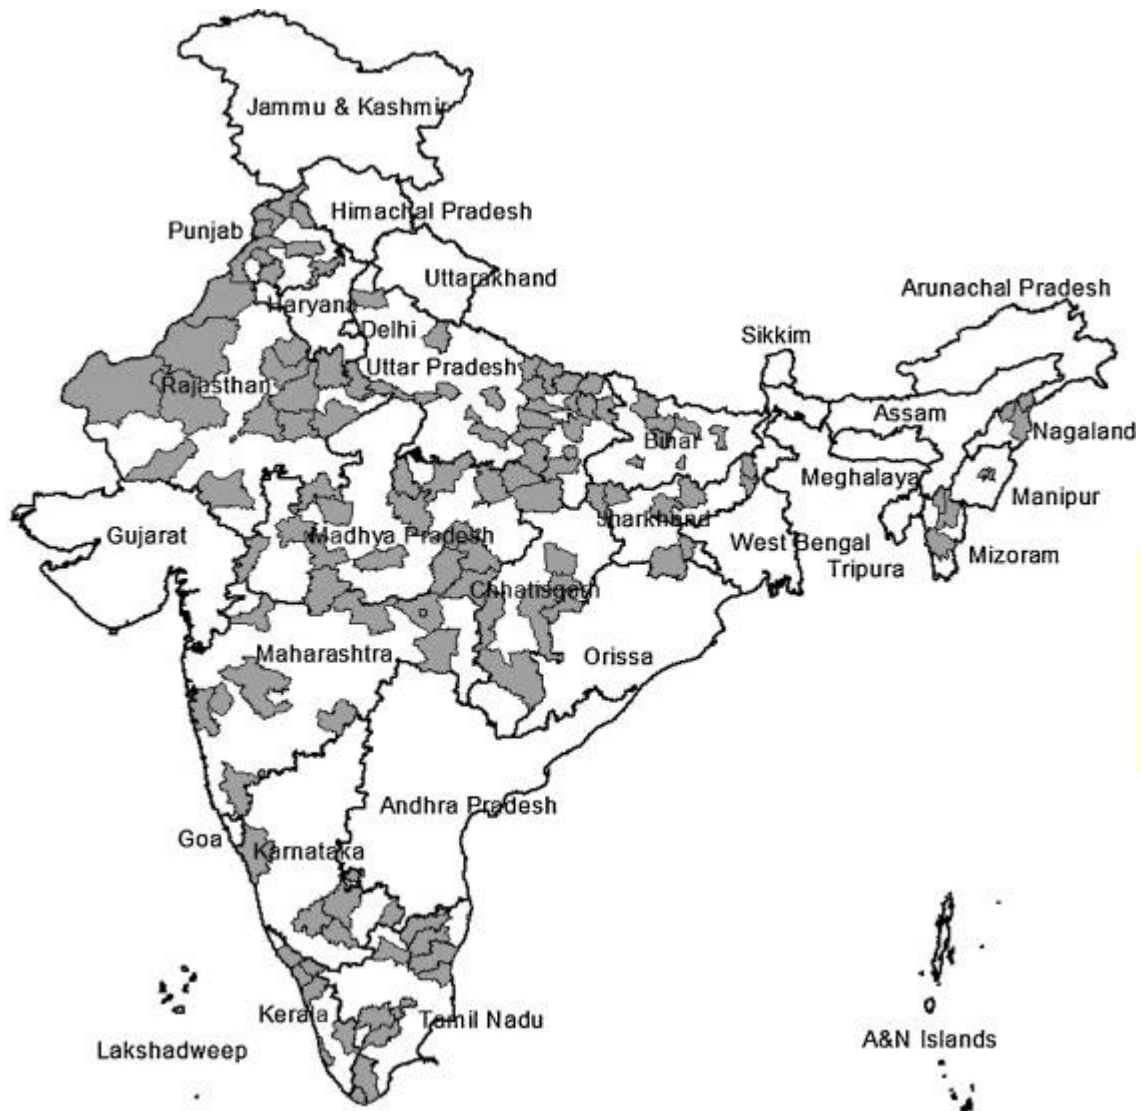 Jammu & Kashmir
Himachal Pradesh
Punjab
Uttarakhand
Arunachal Pradesh
Haryana
Delhi
Sikkim
Uttar Pradesh
Rajasthan
Assam
Nagaland
Bihar
Meghalaya
Manipur
Gujarat
Madhya Pradesh
Jharkhand
West Bengal
Mizoram
Tripura
Chhatisgarh
Maharashtra
Orissa
Andhra Pradesh
Goa
Karnataka
Kerala
Tamil Nadu
Lakshadweep
A&N Islands